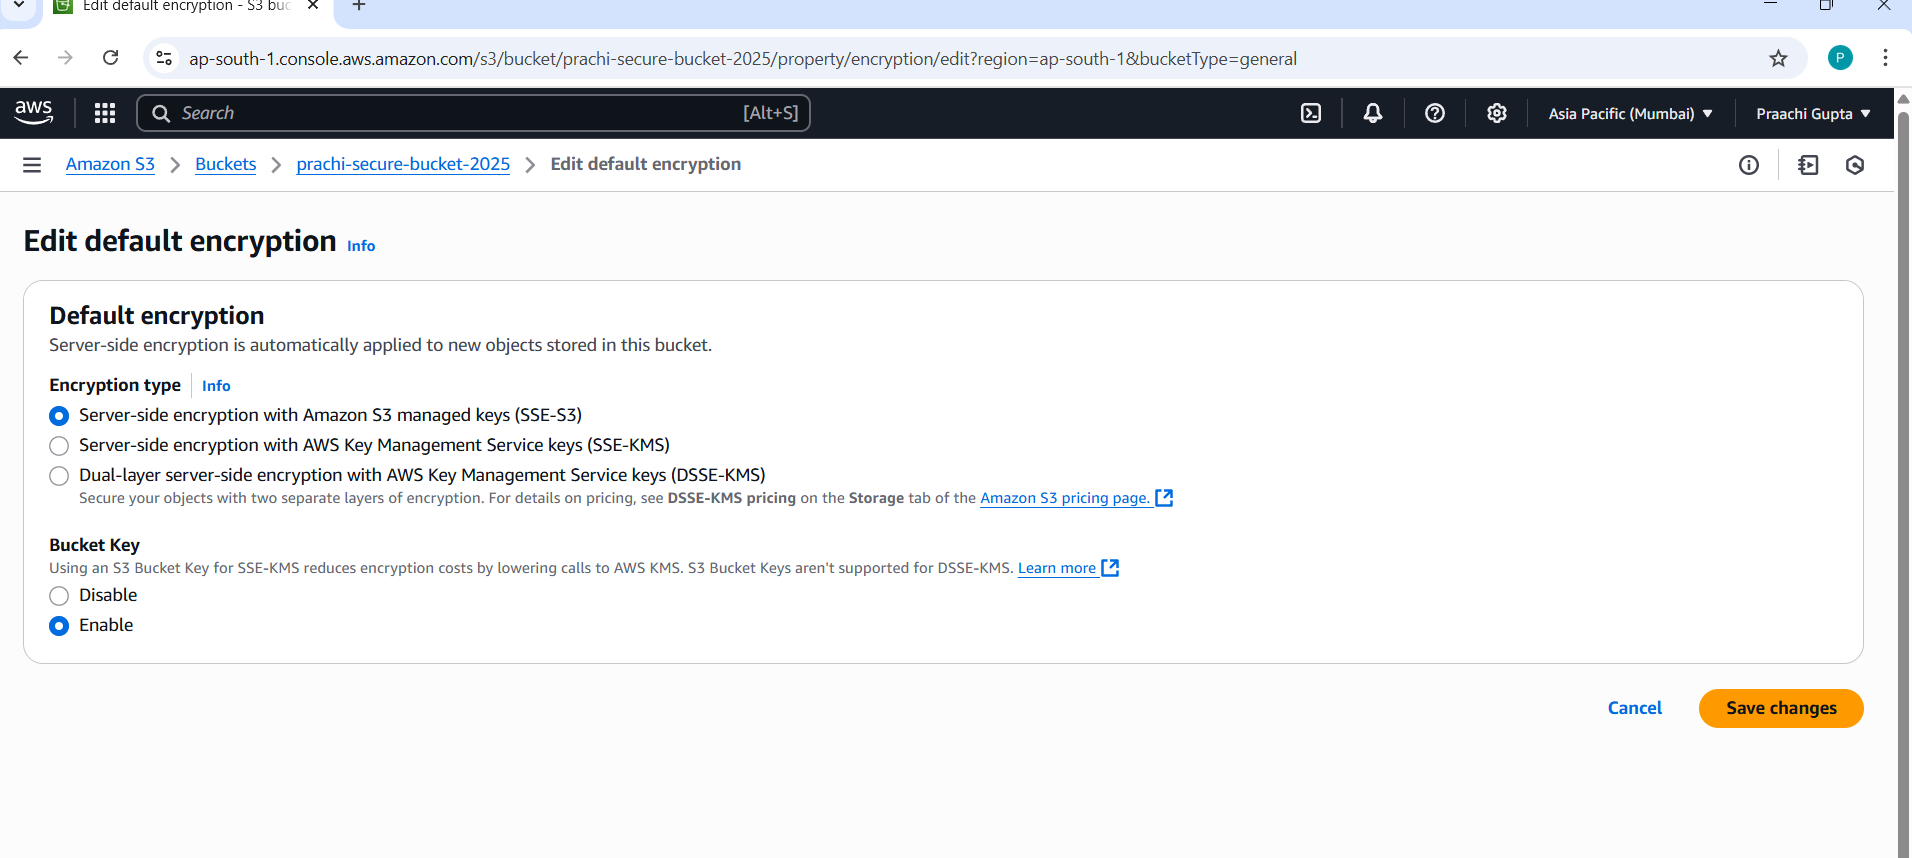 Edit default encryption - S3 buc
ap-south-1.console.aws.amazon.com/s3/bucket/prachi-secure-bucket-2025/property/encryption/edit?region=ap-south-1&bucketType=general
P
aws
Search
[Alt+S]
Asia Pacific (Mumbai)
Praachi Gupta
Amazon S3 > Buckets > prachi-secure-bucket-2025 > Edit default encryption
Edit default encryption Info
Default encryption
Server-side encryption is automatically applied to new objects stored in this bucket.
Encryption type Info
Server-side encryption with Amazon S3 managed keys (SSE-S3)
Server-side encryption with AWS Key Management Service keys (SSE-KMS)
Dual-layer server-side encryption with AWS Key Management Service keys (DSSE-KMS)
Secure your objects with two separate layers of encryption. For details on pricing, see DSSE-KMS pricing on the Storage tab of the Amazon S3 pricing page.
Bucket Key
Using an S3 Bucket Key for SSE-KMS reduces encryption costs by lowering calls to AWS KMS. S3 Bucket Keys aren't supported for DSSE-KMS. Learn more
Disable
Enable
Cancel
Save changes